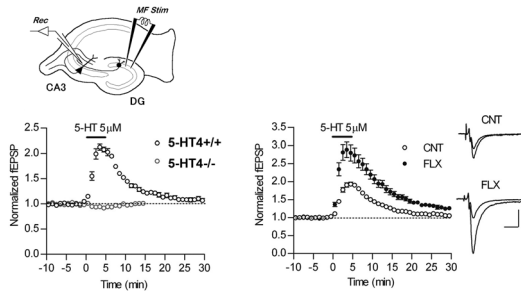 MF Stim
Rec
CA3
DG
5-HT 5μM
5-HT4+/+
5-HT4-/-
Normalized fEPSP
2.5
2.0
1.5
1.0
0.5
0.0
-10 -5 0 5 10 15 20 25 30
Time (min)
5-HT 5μM
CNT
FLX
Normalized fEPSP
3.5
3.0
2.5
2.0
1.5
1.0
0.5
0.0
-10 -5 0 5 10 15 20 25 30
Time (min)
CNT
FLX